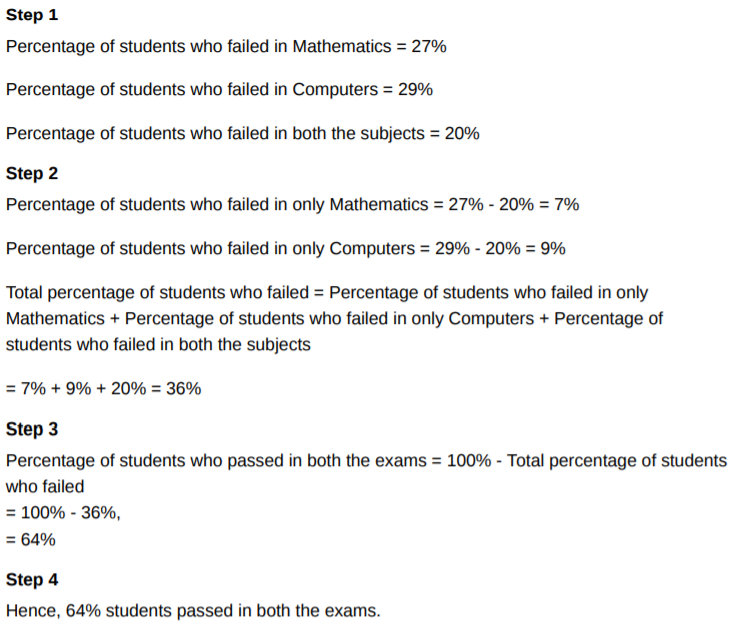 Step 1
Percentage of students who failed in Mathematics = 27%
Percentage of students who failed in Computers = 29%
Percentage of students who failed in both the subjects = 20%
Step 2
Percentage of students who failed in only Mathematics = 27% - 20% = 7%
Percentage of students who failed in only Computers = 29% - 20% = 9%
Total percentage of students who failed = Percentage of students who failed in only
Mathematics + Percentage of students who failed in only Computers + Percentage of
students who failed in both the subjects
= 7% + 9% + 20% = 36%
Step 3
Percentage of students who passed in both the exams = 100% - Total percentage of students
who failed
= 100% - 36%,
= 64%
Step 4
Hence, 64% students passed in both the exams.